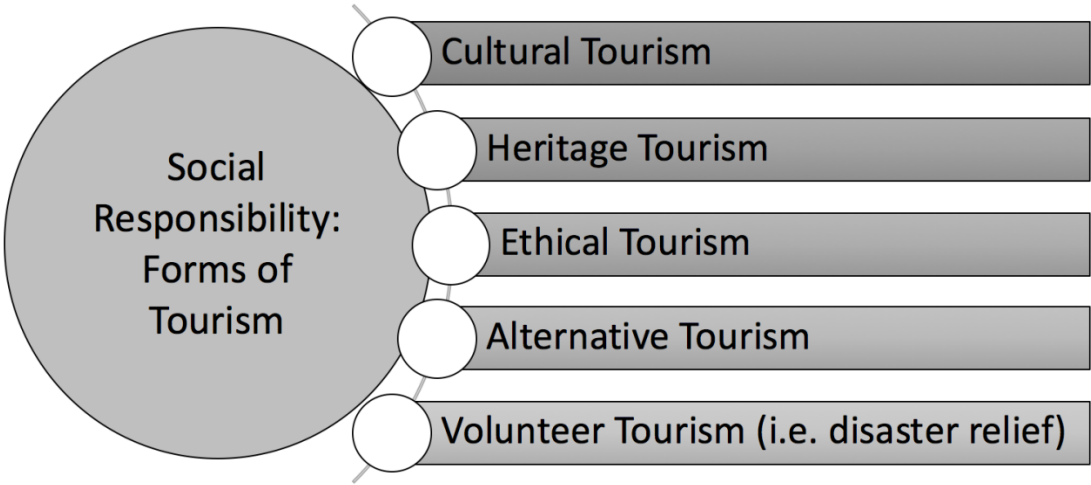 Social
Responsibility:
Forms of
Tourism
Cultural Tourism
Heritage Tourism
Ethical Tourism
Alternative Tourism
Volunteer Tourism (i.e. disaster relief)